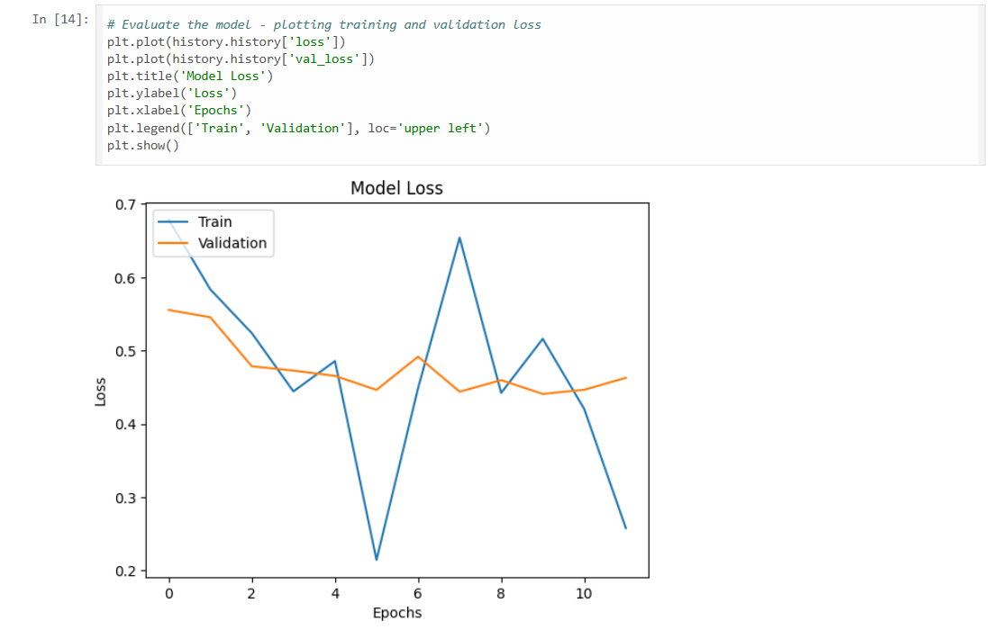 In [14]:
# Evaluate the model - plotting training and validation loss
plt.plot(history.history['loss'])
plt.plot(history.history['val_loss'])
plt.title('Model Loss')
plt.ylabel('Loss')
plt.xlabel('Epochs')
plt.legend(['Train', 'Validation'], loc='upper left')
plt.show()
Model Loss
Train
Validation
0.7
0.6
0.5
0.4
0.3
0.2
Loss
0 2 4 6 8 10
Epochs